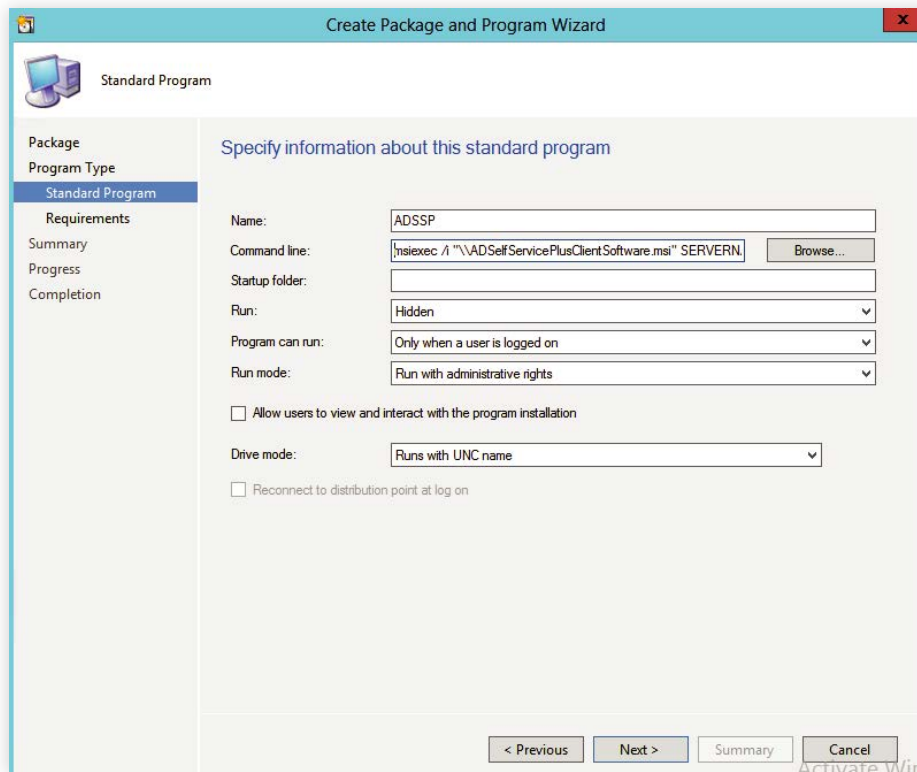 Create Package and Program Wizard
x
Standard Program
Package
Program Type
Standard Program
Requirements
Summary
Progress
Completion
Specify information about this standard program
Name: ADSSP
Command line: msiexec /i "\\ADSelfServicePlusClientSoftware.msi" SERVERN. Browse...
Startup folder:
Run: Hidden
Program can run: Only when a user is logged on
Run mode: Run with administrative rights
Allow users to view and interact with the program installation
Drive mode: Runs with UNC name
Reconnect to distribution point at log on
< Previous Next > Summary Cancel
Activate Win